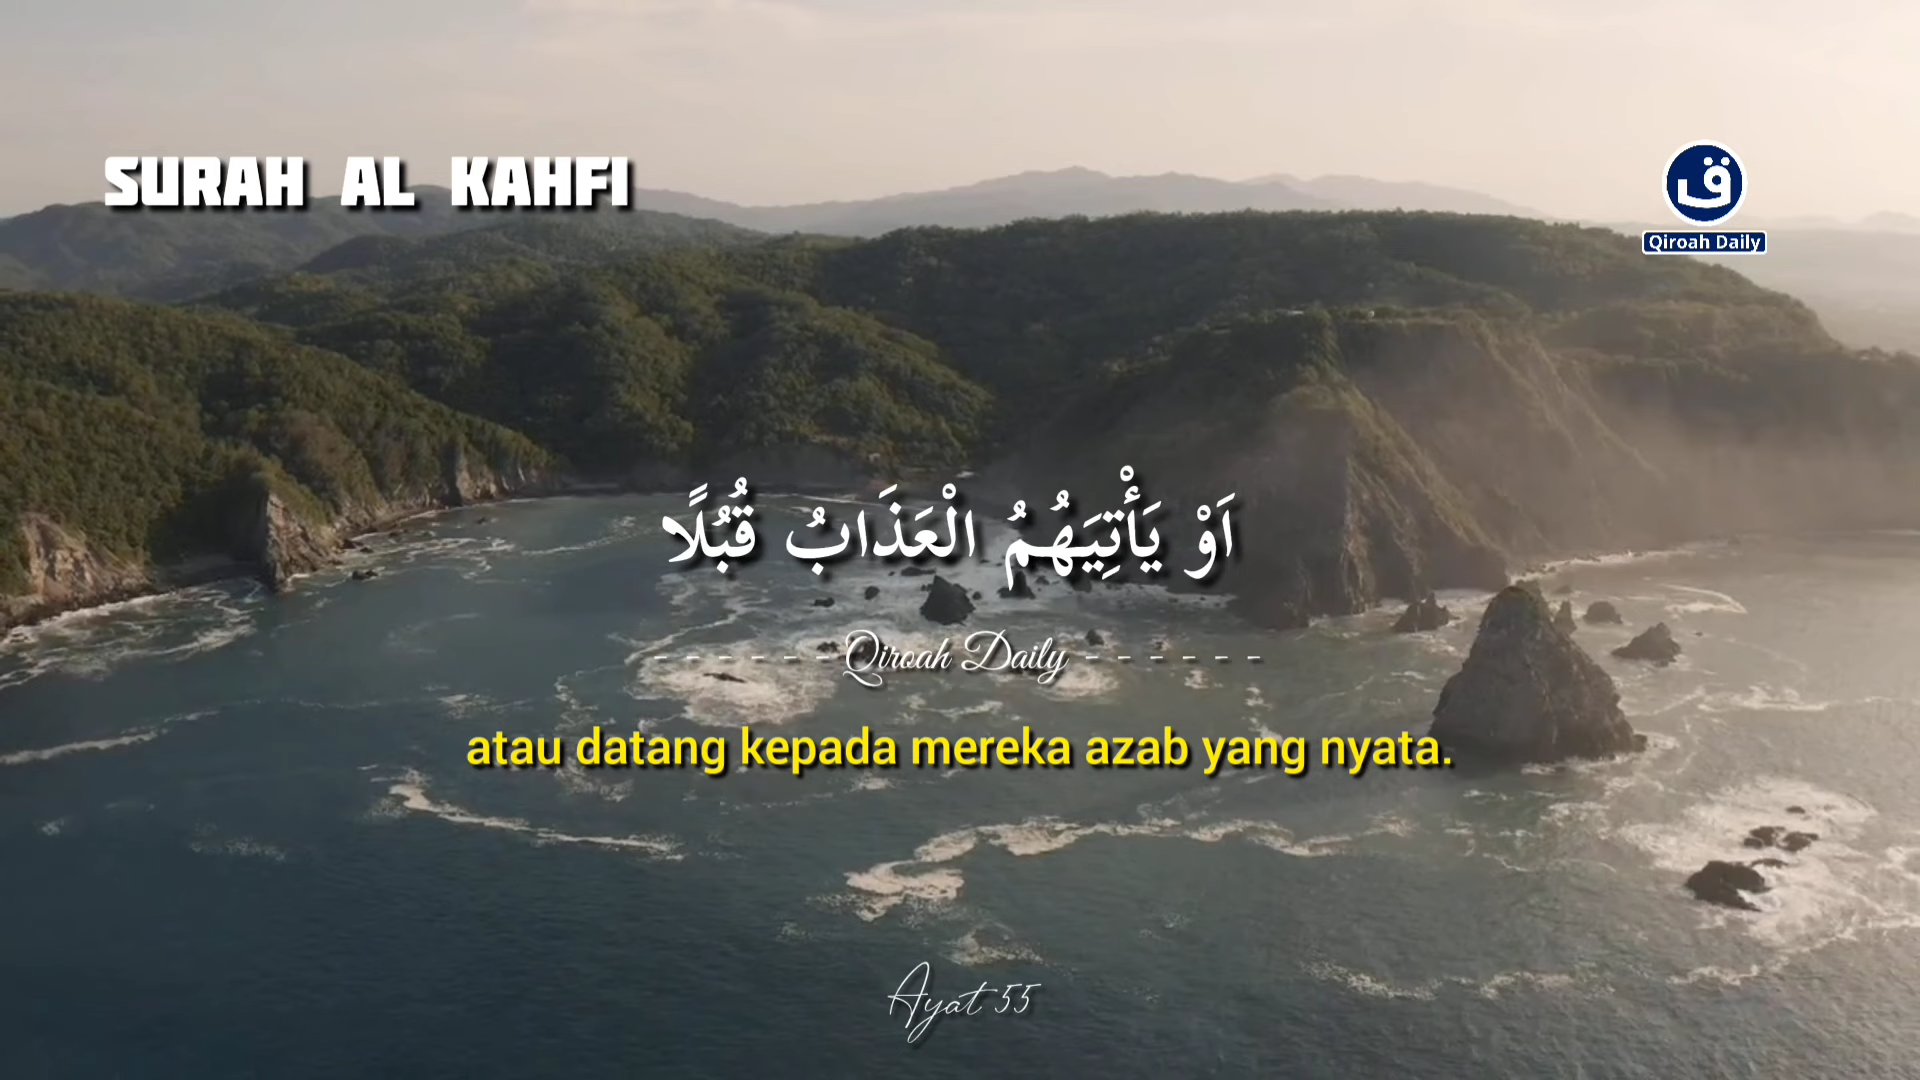 SURAH AL KAHFI
ق
Qiroah Daily
اَوْ يَأْتِيَهُمُ الْعَذَابُ قُبُلًا
- - - - - - Qiroah Daily - - - - - -
atau datang kepada mereka azab yang nyata.
Ayat 55